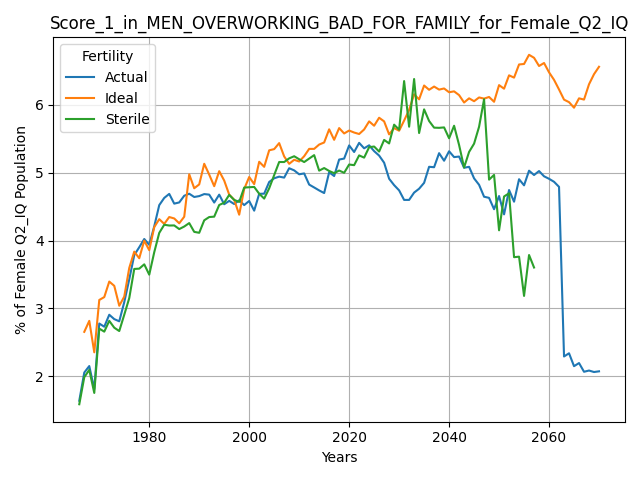 Score_1_in_MEN_OVERWORKING_BAD_FOR_FAMILY_for_Female_Q2_IQ
Fertility
Actual
Ideal
Sterile
% of Female Q2_IQ Population
6
5
4
3
2
1980
2000
2020
2040
2060
Years